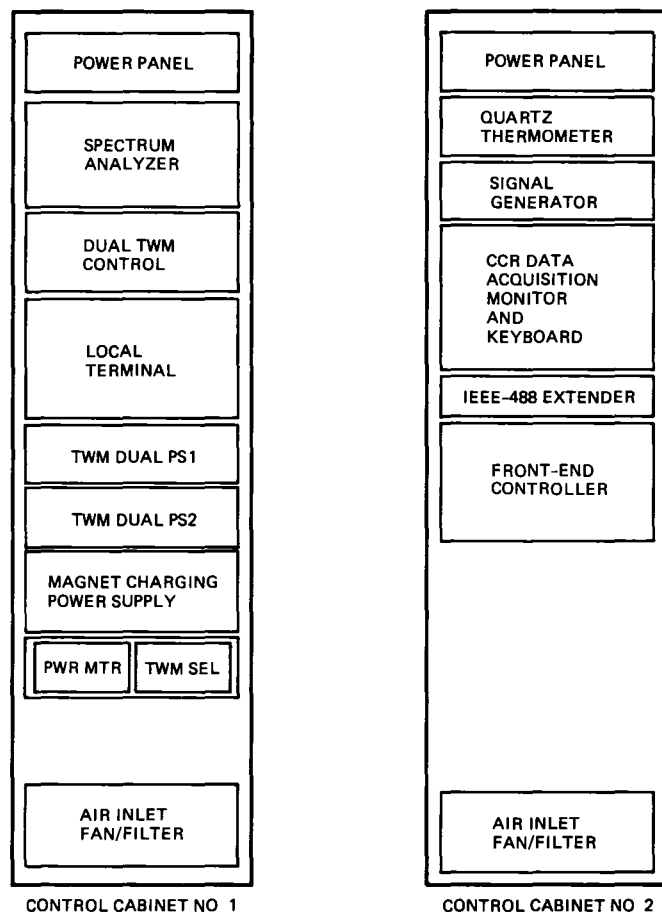 POWER PANEL
SPECTRUM
ANALYZER
DUAL TWM
CONTROL
LOCAL
TERMINAL
TWM DUAL PS1
TWM DUAL PS2
MAGNET CHARGING
POWER SUPPLY
PWR MTR
TWM SEL
AIR INLET
FAN/FILTER
CONTROL CABINET NO 1
POWER PANEL
QUARTZ
THERMOMETER
SIGNAL
GENERATOR
CCR DATA
ACQUISITION
MONITOR
AND
KEYBOARD
IEEE-488 EXTENDER
FRONT-END
CONTROLLER
AIR INLET
FAN/FILTER
CONTROL CABINET NO 2